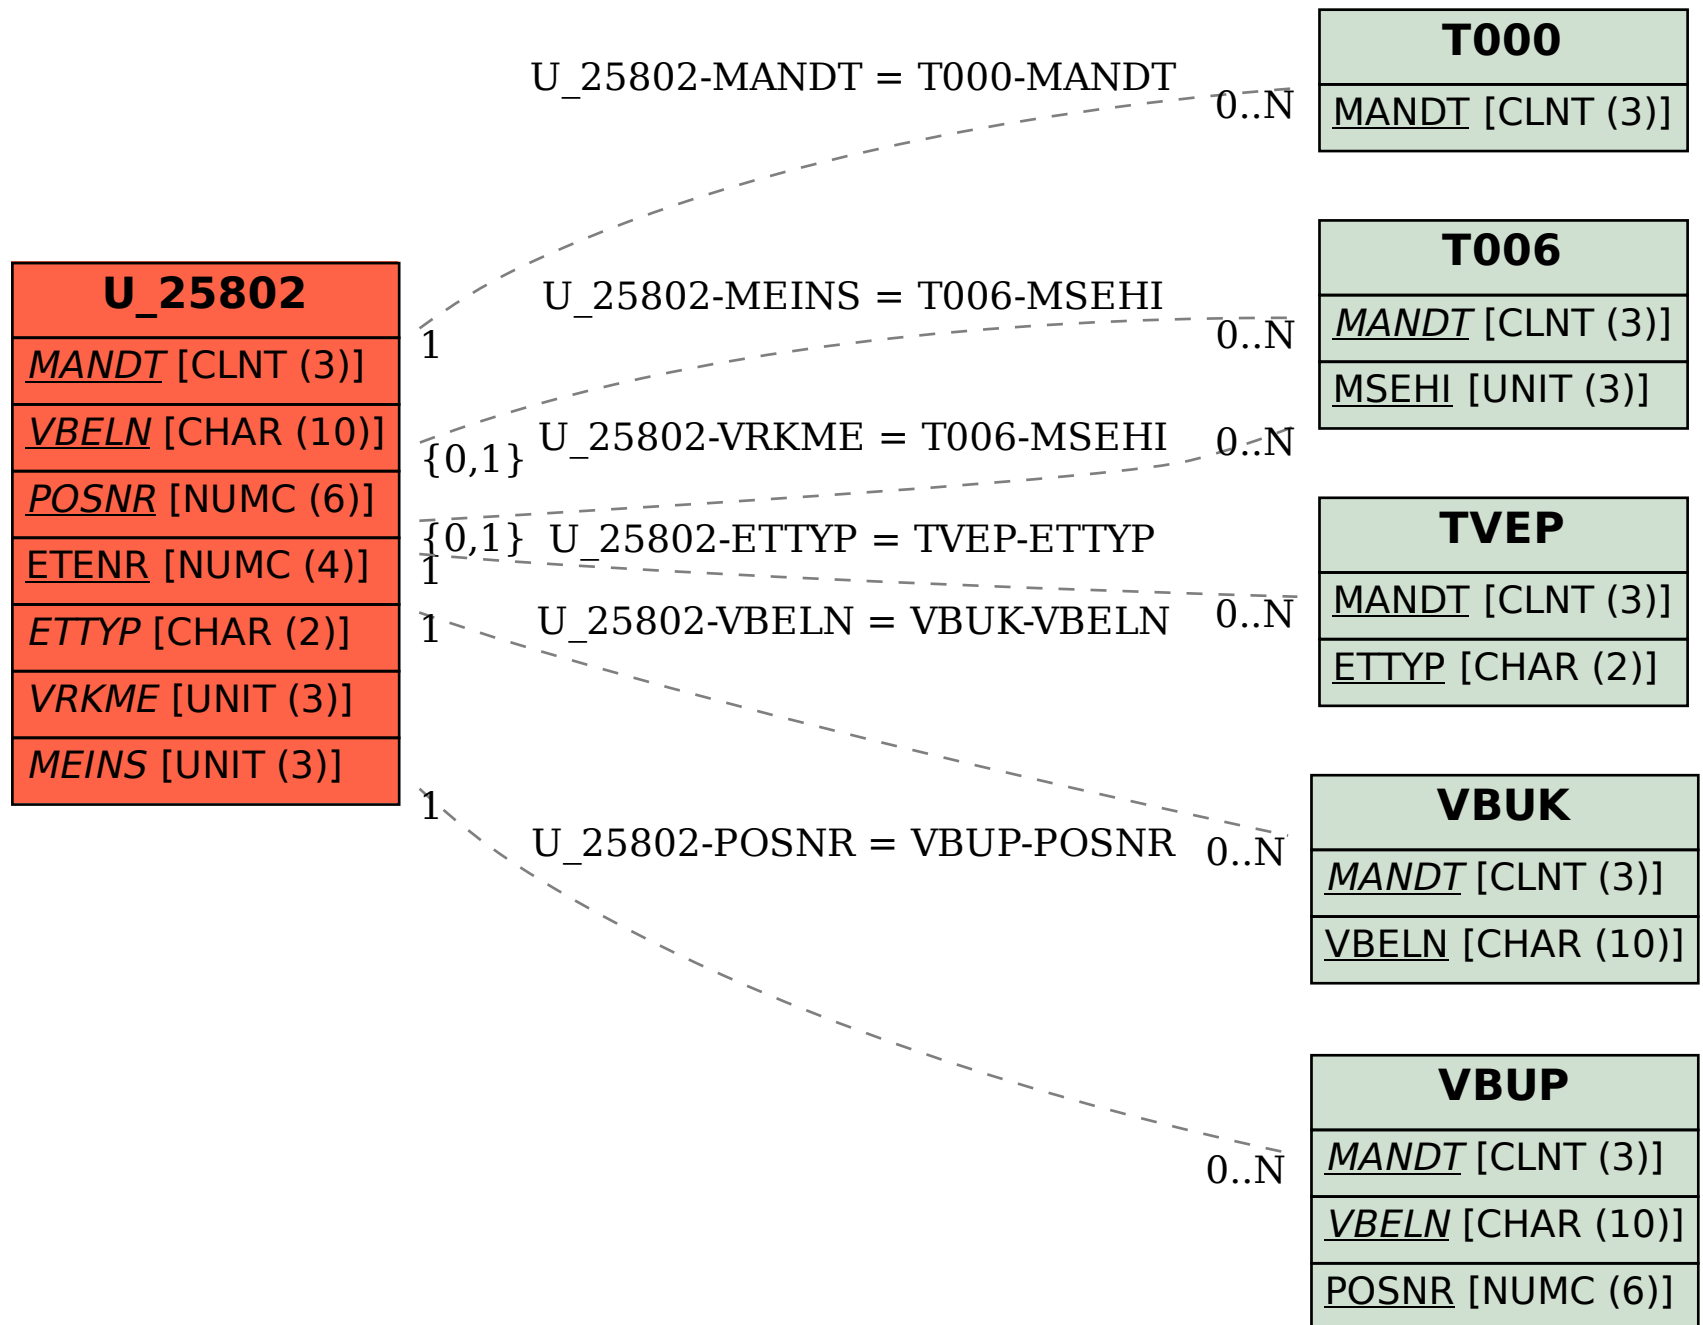 U_25802
MANDT [CLNT (3)]
VBELN [CHAR (10)]
POSNR [NUMC (6)]
ETENR [NUMC (4)]
ETTYP [CHAR (2)]
VRKME [UNIT (3)]
MEINS [UNIT (3)]
U_25802-MANDT = T000-MANDT
0..N
1
U_25802-MEINS = T006-MSEHI
0..N
{0,1}
U_25802-VRKME = T006-MSEHI
0..N
{0,1}
U_25802-ETTYP = TVEP-ETTYP
0..N
1
U_25802-VBELN = VBUK-VBELN
0..N
1
U_25802-POSNR = VBUP-POSNR
0..N
1
T000
MANDT [CLNT (3)]
T006
MANDT [CLNT (3)]
MSEHI [UNIT (3)]
TVEP
MANDT [CLNT (3)]
ETTYP [CHAR (2)]
VBUK
MANDT [CLNT (3)]
VBELN [CHAR (10)]
VBUP
MANDT [CLNT (3)]
VBELN [CHAR (10)]
POSNR [NUMC (6)]